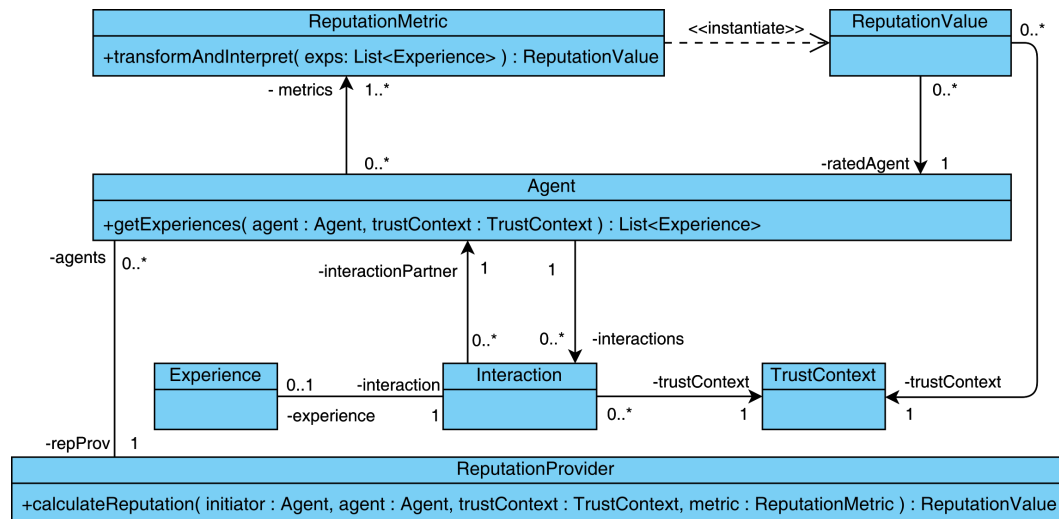 ReputationMetric
+transformAndInterpret( exps: List<Experience> ) : ReputationValue
<<instantiate>>
ReputationValue
0..*
- metrics
1..*
0..*
0..*
-ratedAgent
1
Agent
+getExperiences( agent : Agent, trustContext : TrustContext ) : List<Experience>
-agents
0..*
-interactionPartner
1
1
0..*
0..*
-interactions
Experience
0..1
-experience
-interaction
1
Interaction
-trustContext
0..*
1
TrustContext
-trustContext
1
-repProv
1
ReputationProvider
+calculateReputation( initiator : Agent, agent : Agent, trustContext : TrustContext, metric : ReputationMetric ) : ReputationValue